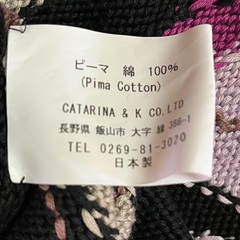 ピーマ 綿 100%
(Pima Cotton)
CATARINA & K CO.LTD
長野県 飯山市 大字 緑 386-1
TEL 0269-81-3020
日本製